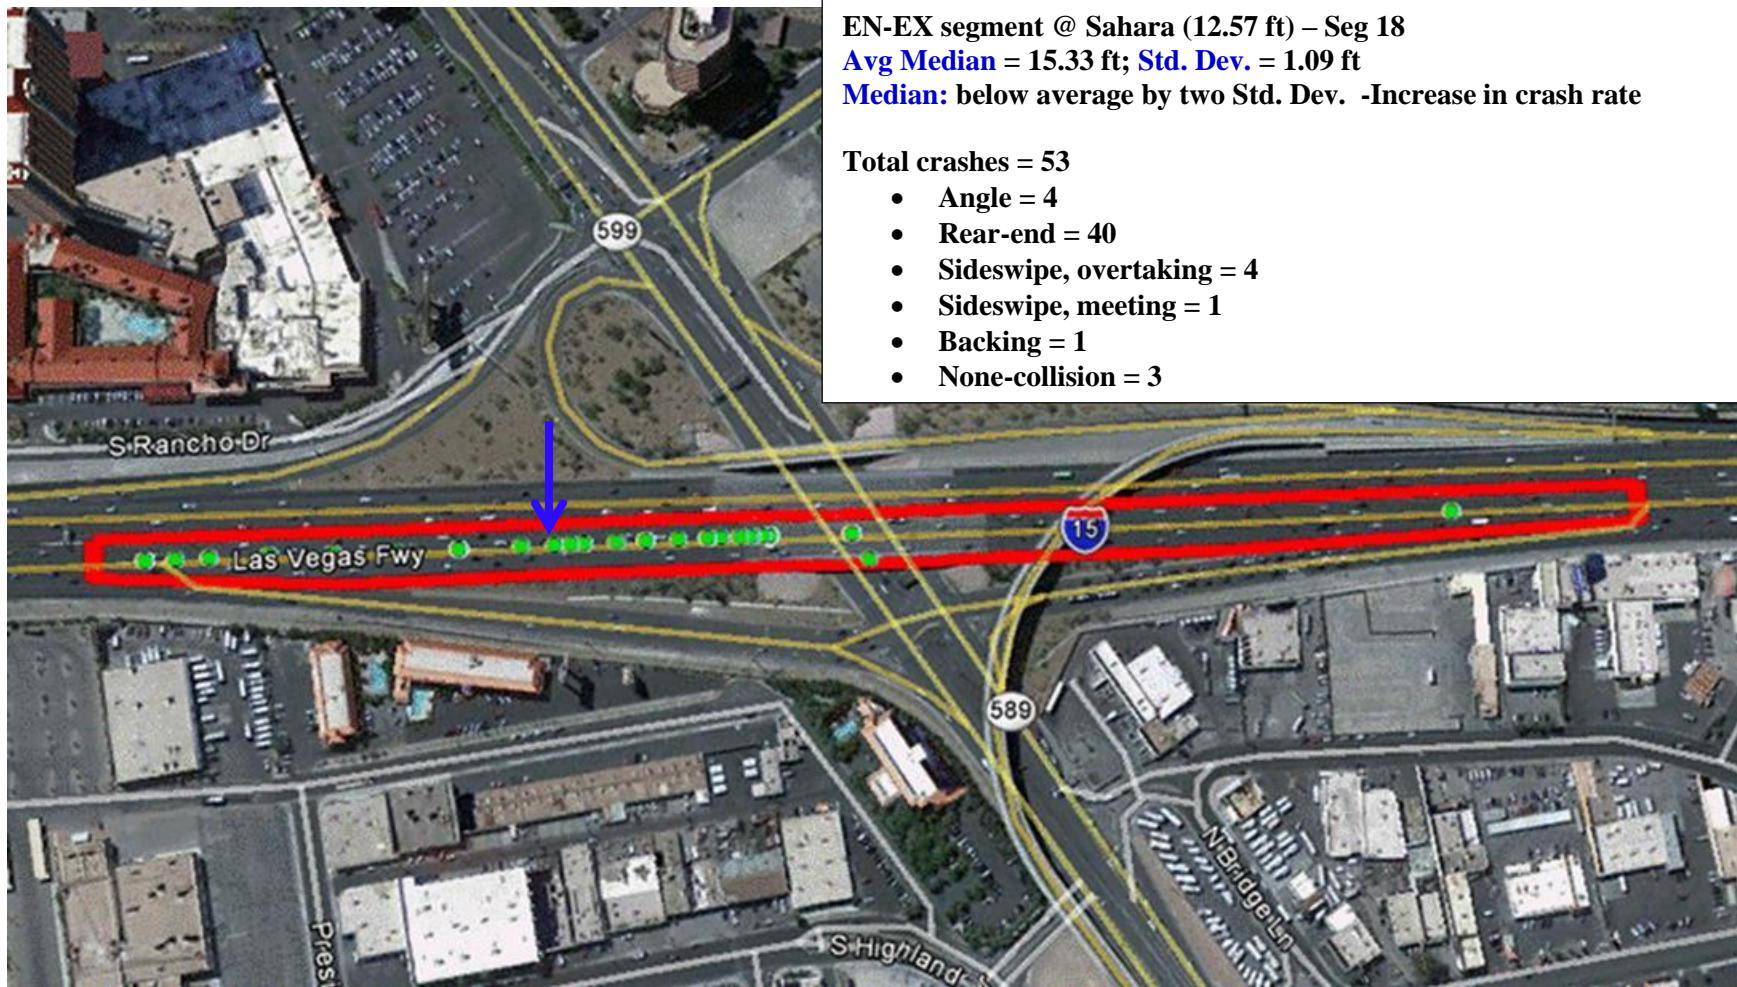 EN-EX segment @ Sahara (12.57 ft) – Seg 18
Avg Median = 15.33 ft; Std. Dev. = 1.09 ft
Median: below average by two Std. Dev.  -Increase in crash rate
Total crashes = 53
• Angle = 4
• Rear-end = 40
• Sideswipe, overtaking = 4
• Sideswipe, meeting = 1
• Backing = 1
• None-collision = 3
599
S Rancho Dr
15
Las Vegas Fwy
589
N Bridge Ln
Pres
S Highland